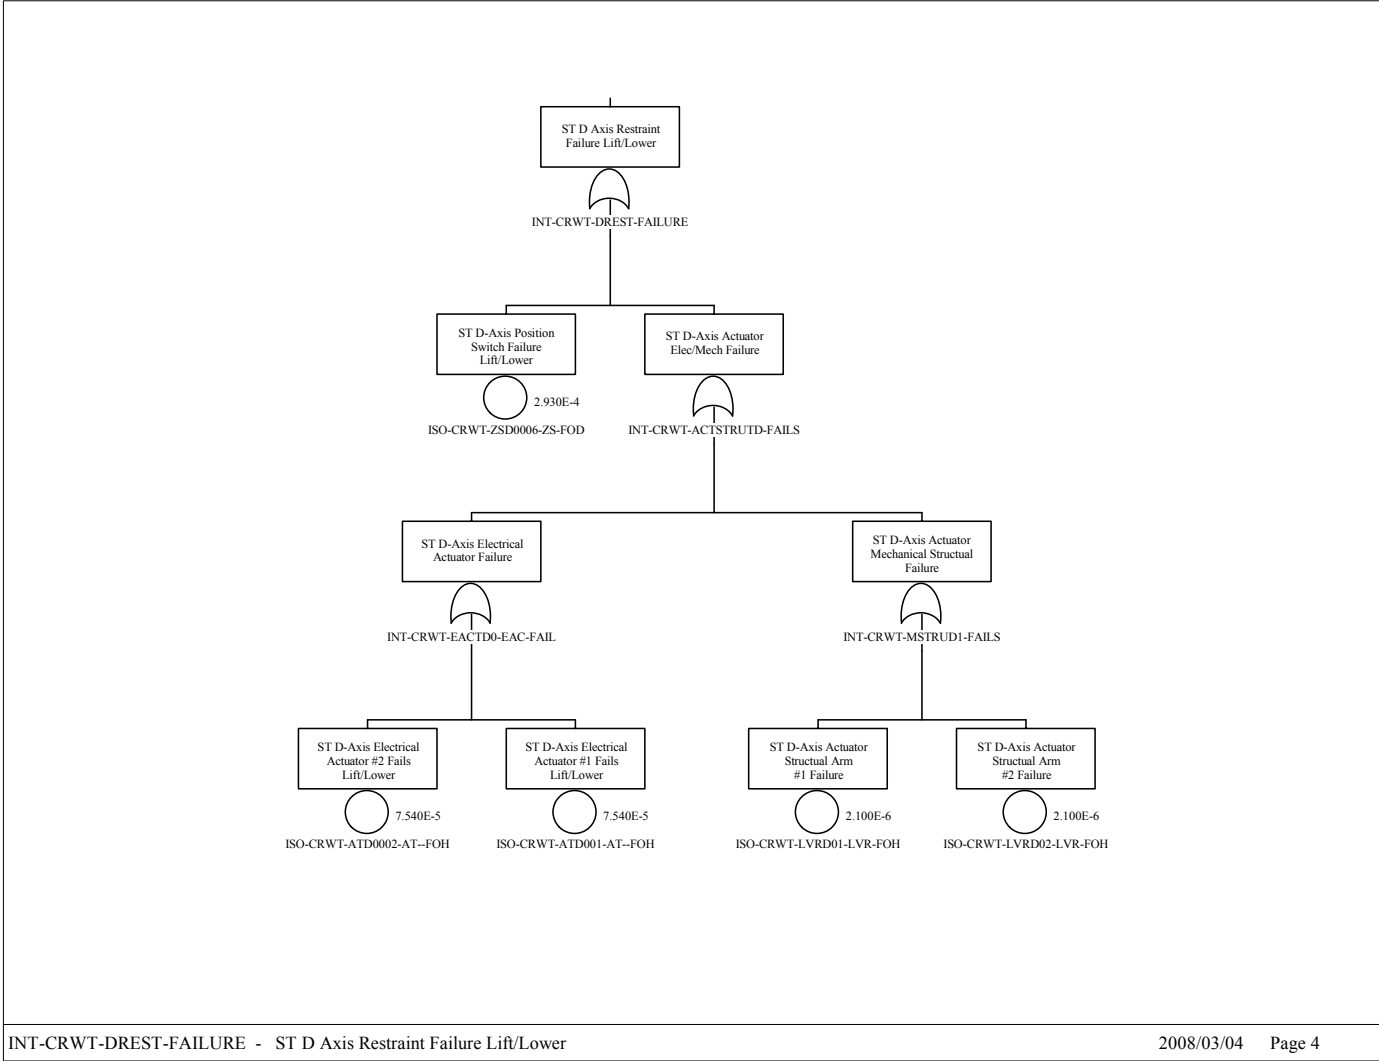 ST D Axis Restraint
Failure Lift/Lower
INT-CRWT-DREST-FAILURE
ST D-Axis Position
Switch Failure
Lift/Lower
2.930E-4
ISO-CRWT-ZSD0006-ZS-FOD
ST D-Axis Actuator
Elec/Mech Failure
INT-CRWT-ACTSTRUTD-FAILS
ST D-Axis Electrical
Actuator Failure
INT-CRWT-EACTD0-EAC-FAIL
ST D-Axis Actuator
Mechanical Structual
Failure
INT-CRWT-MSTRUD1-FAILS
ST D-Axis Electrical
Actuator #2 Fails
Lift/Lower
7.540E-5
ISO-CRWT-ATD0002-AT--FOH
ST D-Axis Electrical
Actuator #1 Fails
Lift/Lower
7.540E-5
ISO-CRWT-ATD001-AT--FOH
ST D-Axis Actuator
Structual Arm
#1 Failure
2.100E-6
ISO-CRWT-LVRD01-LVR-FOH
ST D-Axis Actuator
Structual Arm
#2 Failure
2.100E-6
ISO-CRWT-LVRD02-LVR-FOH
INT-CRWT-DREST-FAILURE - ST D Axis Restraint Failure Lift/Lower
2008/03/04 Page 4